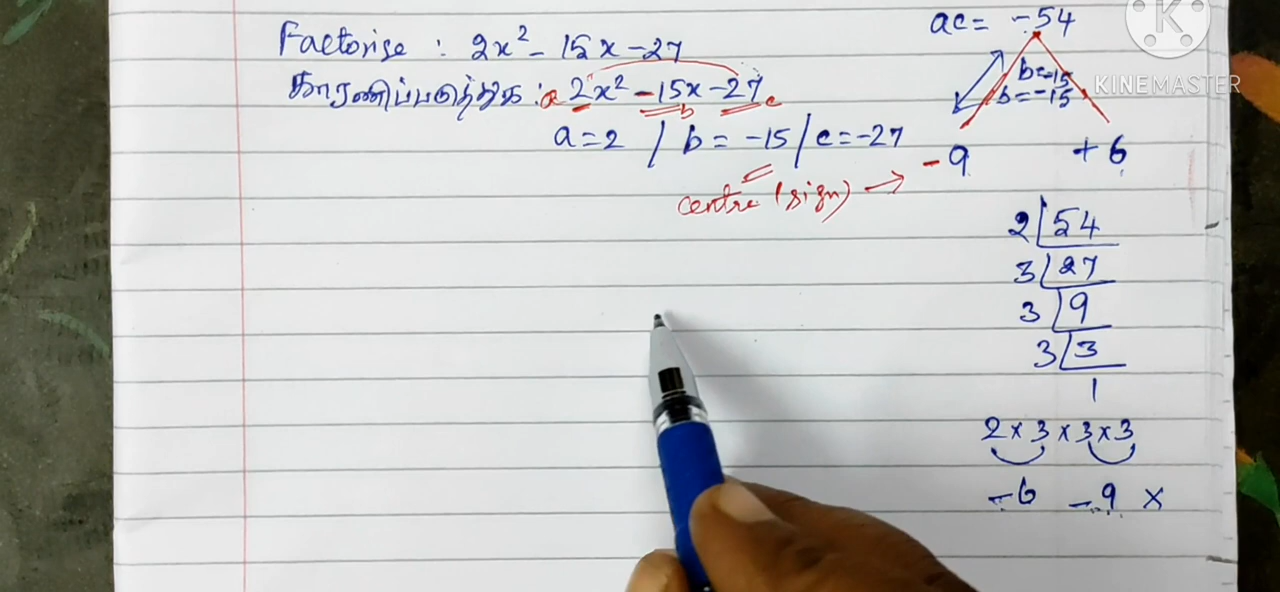 Factorise : 2x² - 15x - 27
காரணிப்படுத்துக : a 2x² - 15x - 27 c
b
a = 2 / b = -15 / c = -27
centre (sign) →
ac = -54
b = -15
b = -15
- 9 + 6
2 | 54
3 | 27
3 | 9
3 | 3
1
2 × 3 × 3 × 3
-6 -9 ×
K
KINEMASTER